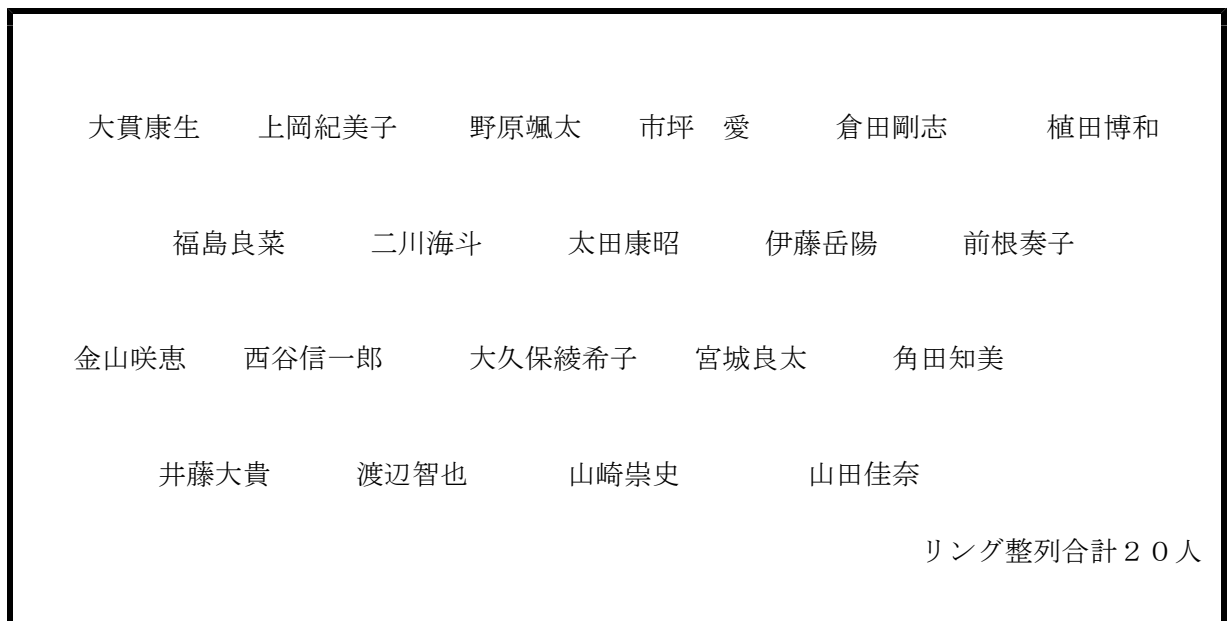 大貫康生 上岡紀美子 野原颯太 市坪 愛 倉田剛志 植田博和
福島良菜 二川海斗 太田康昭 伊藤岳陽 前根奏子
金山咲恵 西谷信一郎 大久保綾希子 宮城良太 角田知美
井藤大貴 渡辺智也 山崎崇史 山田佳奈
リング整列合計２０人